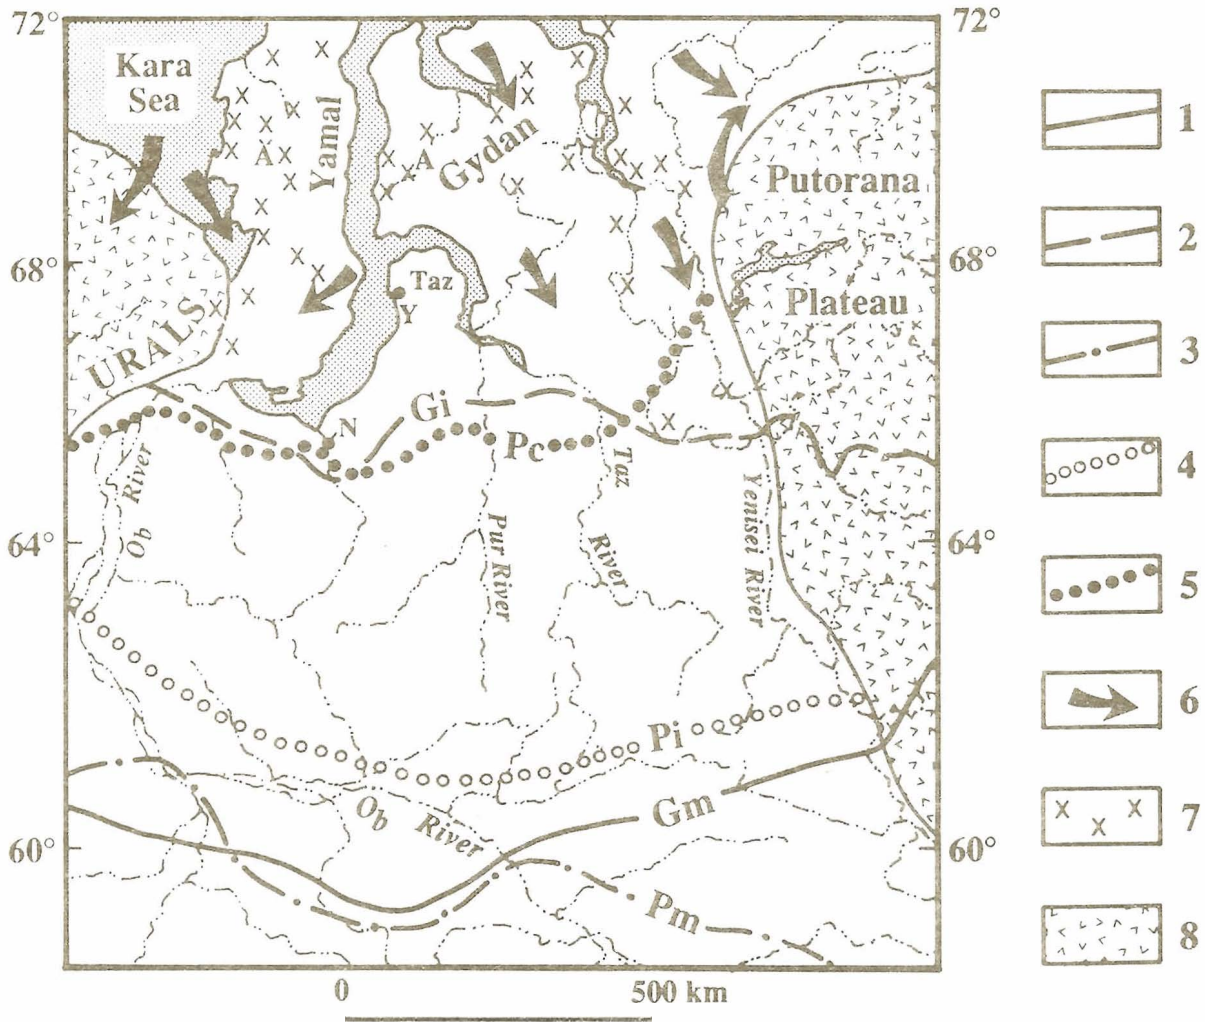 72°
72°
Kara
Sea
Yamal
Gydan
A
A
Putorana
Plateau
68°
68°
Taz
Y
URALS
Gi
N
Pc
Ob River
Pur River
Taz
River
Yenisei River
64°
64°
Pi
Ob River
Gm
60°
60°
Pm
0
500 km
1
2
3
4
5
6
7
8